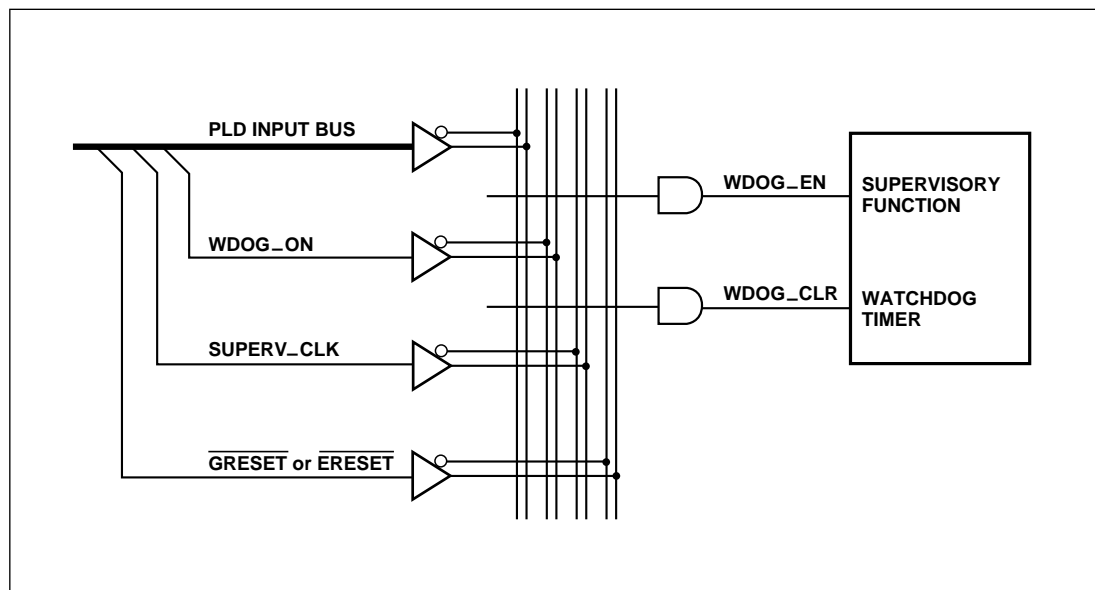 PLD INPUT BUS
WDOG_EN
SUPERVISORY
FUNCTION
WDOG_ON
WDOG_CLR
WATCHDOG
TIMER
SUPERV_CLK
GRESET or ERESET